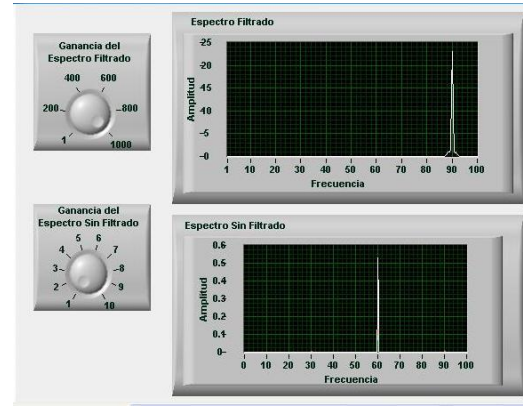 Espectro Filtrado
Ganancia del
Espectro Filtrado
400 600
200 800
1 1000
25
20
15
10
5
0
Amplitud
1 10 20 30 40 50 60 70 80 90 100
Frecuencia
Ganancia del
Espectro Sin Filtrado
5 6
4 7
3 8
2 9
1 10
Espectro Sin Filtrado
0.6
0.5
0.4
0.3
0.2
0.1
0
Amplitud
0 10 20 30 40 50 60 70 80 90 100
Frecuencia